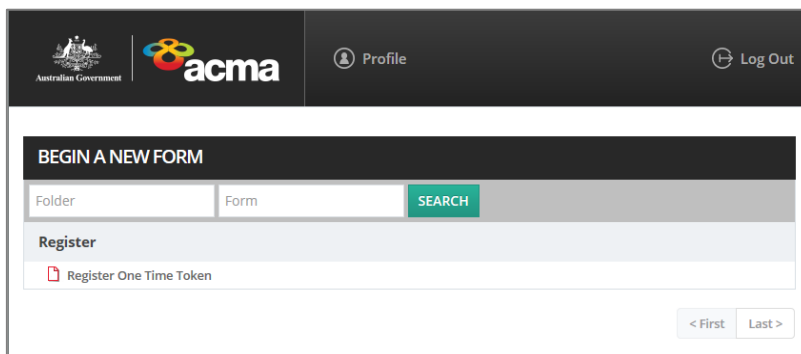 Australian Government
acma
Profile
Log Out
BEGIN A NEW FORM
Folder
Form
SEARCH
Register
Register One Time Token
< First
Last >